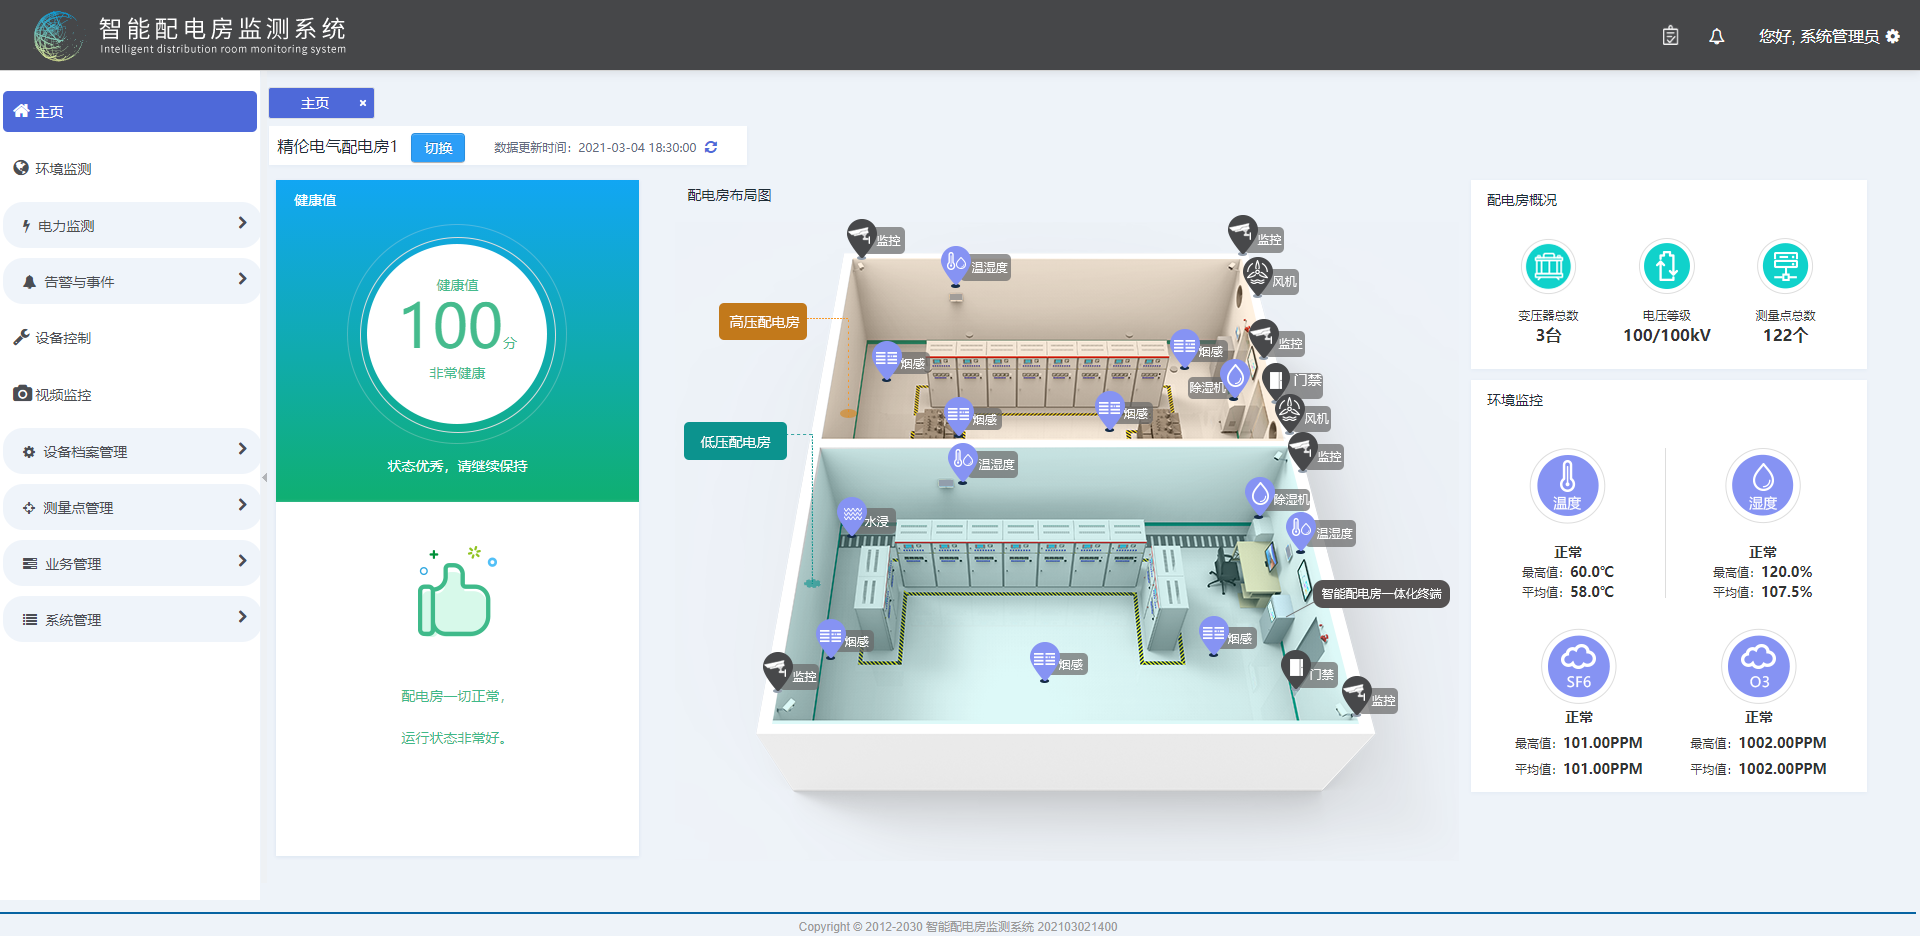 智能配电房监测系统
Intelligent distribution room monitoring system
您好, 系统管理员
主页
环境监测
电力监测
告警与事件
设备控制
视频监控
设备档案管理
测量点管理
业务管理
系统管理
主页 ×
精伦电气配电房1 切换 数据更新时间：2021-03-04 18:30:00
健康值
健康值
100分
非常健康
状态优秀，请继续保持
配电房一切正常，
运行状态非常好。
配电房布局图
监控
监控
温湿度
风机
高压配电房
监控
烟感
烟感
门禁
除湿机
烟感
烟感
风机
低压配电房
监控
温湿度
除湿机
水浸
温湿度
智能配电房一体化终端
烟感
烟感
烟感
监控
门禁
监控
配电房概况
变压器总数
3台
电压等级
100/100kV
测量点总数
122个
环境监控
温度
正常
最高值：60.0℃
平均值：58.0℃
湿度
正常
最高值：120.0%
平均值：107.5%
SF6
正常
最高值：101.00PPM
平均值：101.00PPM
O3
正常
最高值：1002.00PPM
平均值：1002.00PPM
Copyright © 2012-2030 智能配电房监测系统 202103021400